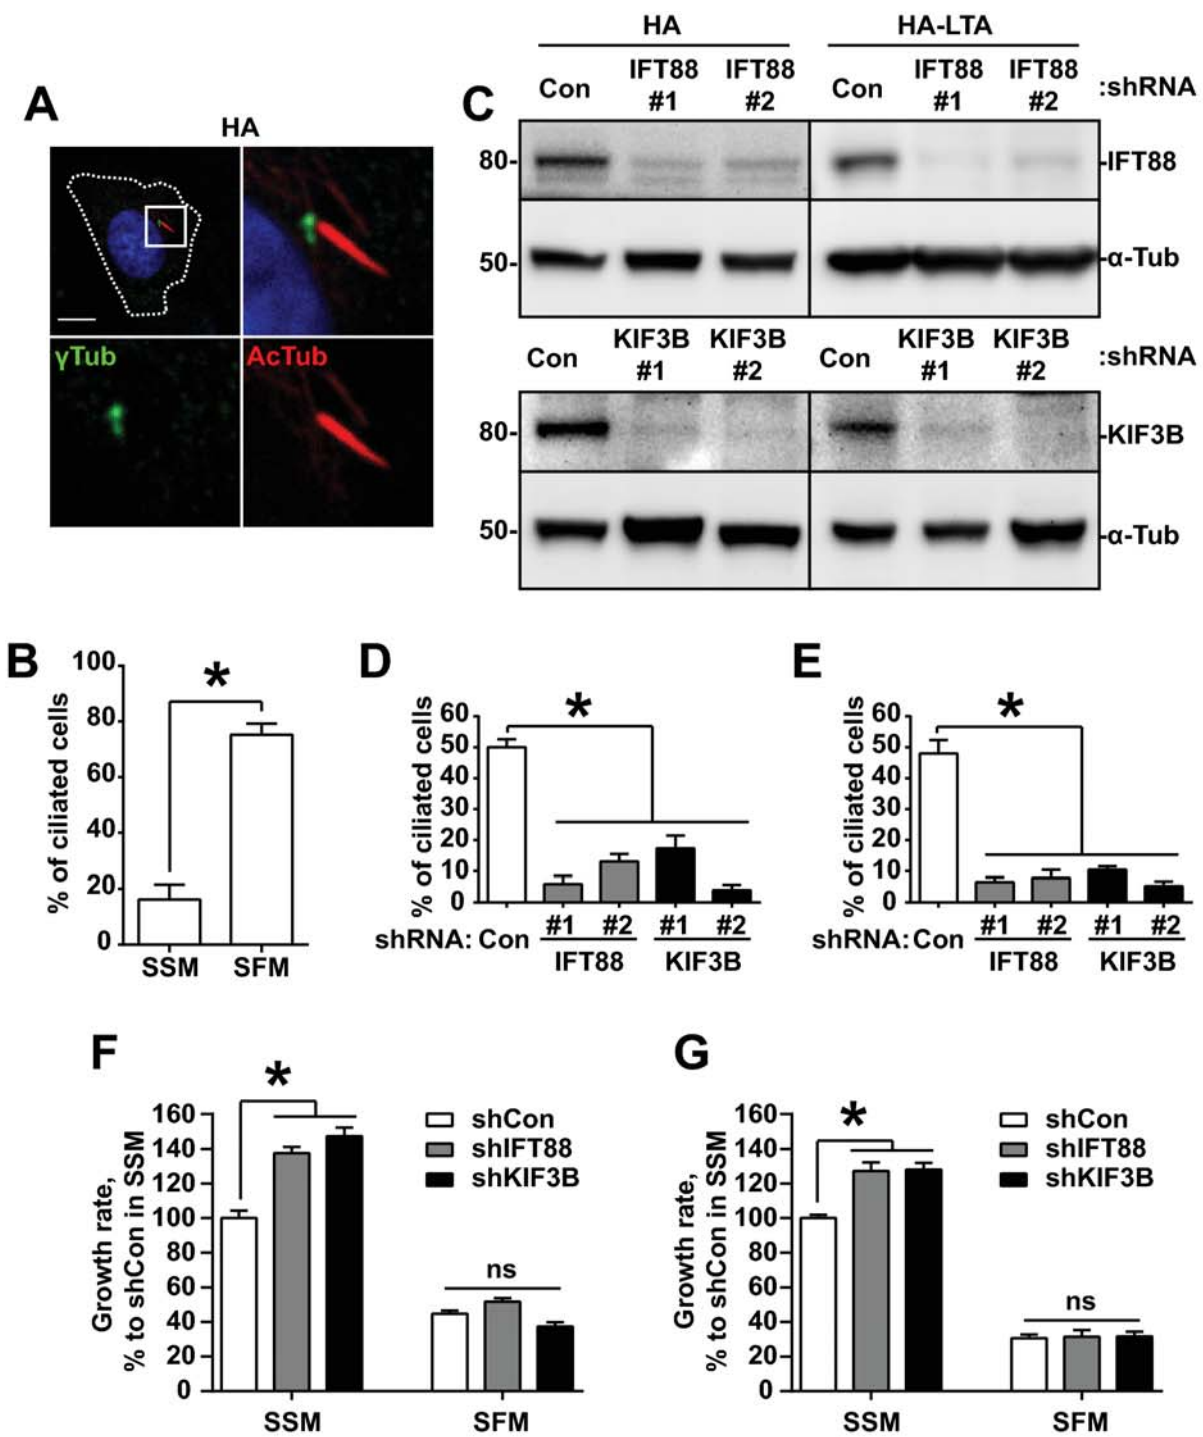 A
HA
γTub
AcTub
C
HA
HA-LTA
Con
IFT88
#1
IFT88
#2
Con
IFT88
#1
IFT88
#2
:shRNA
80-
-IFT88
50-
-α-Tub
Con
KIF3B
#1
KIF3B
#2
Con
KIF3B
#1
KIF3B
#2
:shRNA
80-
-KIF3B
50-
-α-Tub
B
% of ciliated cells
100
80
60
40
20
0
*
SSM
SFM
D
% of ciliated cells
60
50
40
30
20
10
0
*
shRNA: Con
#1 #2 #1 #2
IFT88 KIF3B
E
% of ciliated cells
60
50
40
30
20
10
0
*
shRNA: Con
#1 #2 #1 #2
IFT88 KIF3B
F
Growth rate,
% to shCon in SSM
160
140
120
100
80
60
40
20
0
*
shCon
shIFT88
shKIF3B
ns
SSM
SFM
G
Growth rate,
% to shCon in SSM
160
140
120
100
80
60
40
20
0
*
shCon
shIFT88
shKIF3B
ns
SSM
SFM